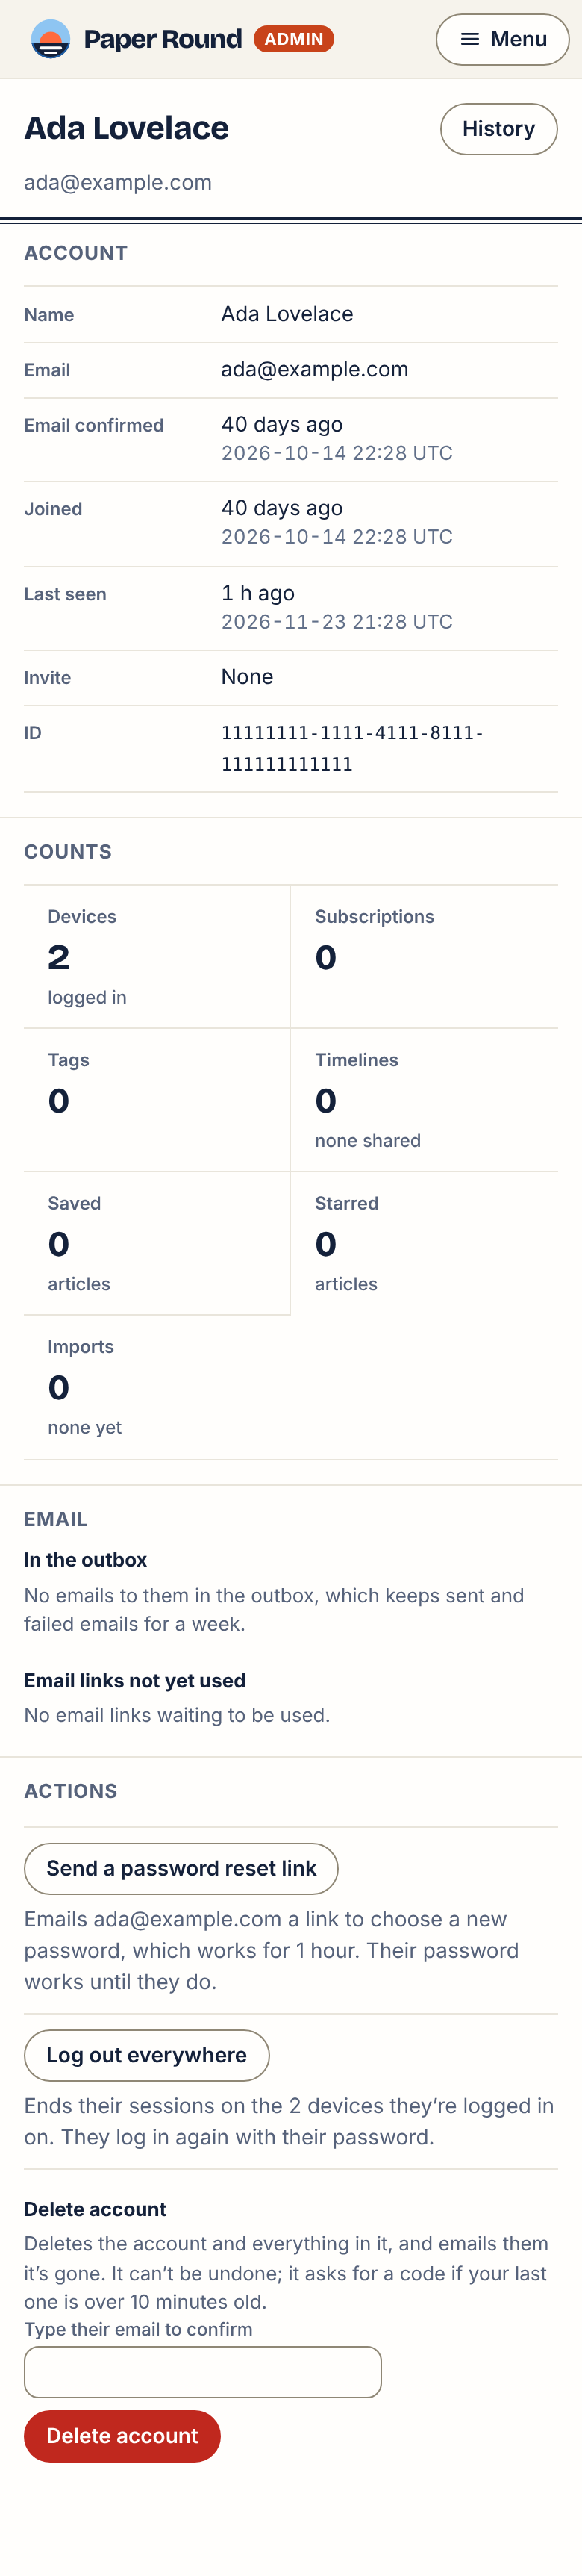 Paper Round ADMIN Menu
Ada Lovelace
History
ada@example.com
ACCOUNT
Name Ada Lovelace
Email ada@example.com
Email confirmed 40 days ago
2026-10-14 22:28 UTC
Joined 40 days ago
2026-10-14 22:28 UTC
Last seen 1 h ago
2026-11-23 21:28 UTC
Invite None
ID 11111111-1111-4111-8111-
111111111111
COUNTS
Devices Subscriptions
2 0
logged in
Tags Timelines
0 0
none shared
Saved Starred
0 0
articles articles
Imports
0
none yet
EMAIL
In the outbox
No emails to them in the outbox, which keeps sent and
failed emails for a week.
Email links not yet used
No email links waiting to be used.
ACTIONS
Send a password reset link
Emails ada@example.com a link to choose a new
password, which works for 1 hour. Their password
works until they do.
Log out everywhere
Ends their sessions on the 2 devices they’re logged in
on. They log in again with their password.
Delete account
Deletes the account and everything in it, and emails them
it’s gone. It can’t be undone; it asks for a code if your last
one is over 10 minutes old.
Type their email to confirm
Delete account